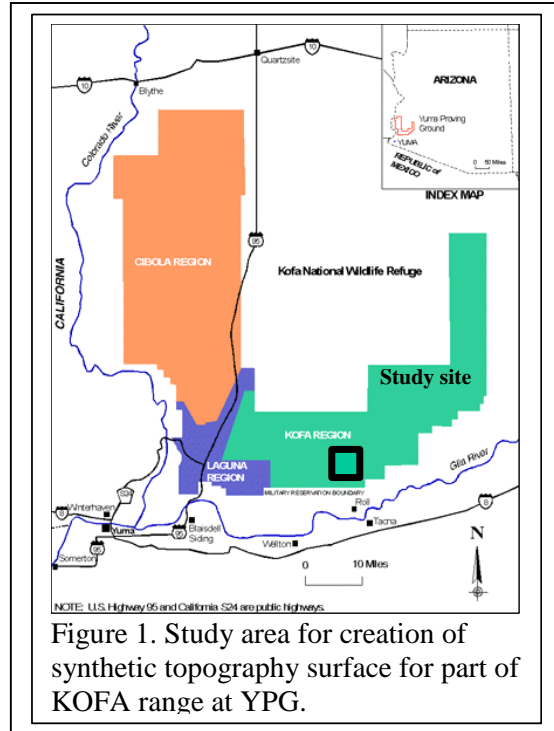 Quartzsite
10
10
Blythe
Colorado River
ARIZONA
Yuma Proving
Ground
YUMA
REPUBLIC of
MEXICO
0 50 Miles
INDEX MAP
95
CIBOLA REGION
Kofa National Wildlife Refuge
CALIFORNIA
Study site
KOFA REGION
LAGUNA
REGION
Gila River
MILITARY RESERVATION BOUNDARY
S24
Roll
8
Winterhaven
8
Yuma
Blaisdell
Siding
95
Tacna
Wellton
95
Somerton
N
0 10 Miles
NOTE: U.S. Highway 95 and California S24 are public highways.
Figure 1. Study area for creation of
synthetic topography surface for part of
KOFA range at YPG.